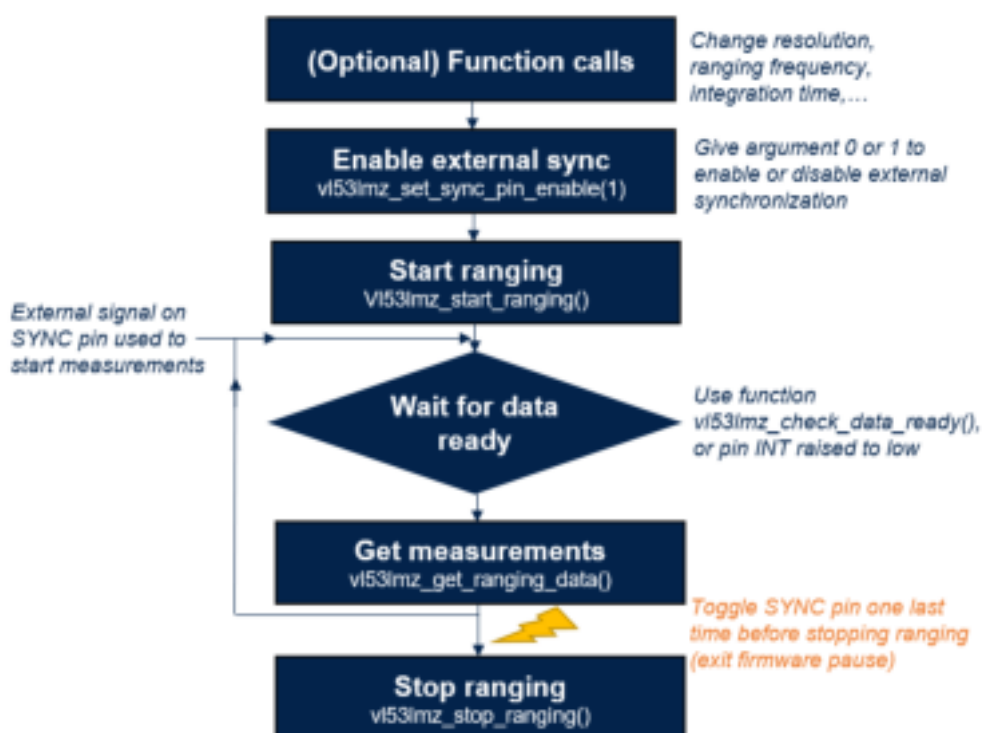 (Optional) Function calls
Change resolution,
ranging frequency,
integration time,...
Enable external sync
vl53lmz_set_sync_pin_enable(1)
Give argument 0 or 1 to
enable or disable external
synchronization
Start ranging
Vl53lmz_start_ranging()
External signal on
SYNC pin used to
start measurements
Wait for data
ready
Use function
vl53lmz_check_data_ready(),
or pin INT raised to low
Get measurements
vl53lmz_get_ranging_data()
Toggle SYNC pin one last
time before stopping ranging
(exit firmware pause)
Stop ranging
vl53lmz_stop_ranging()